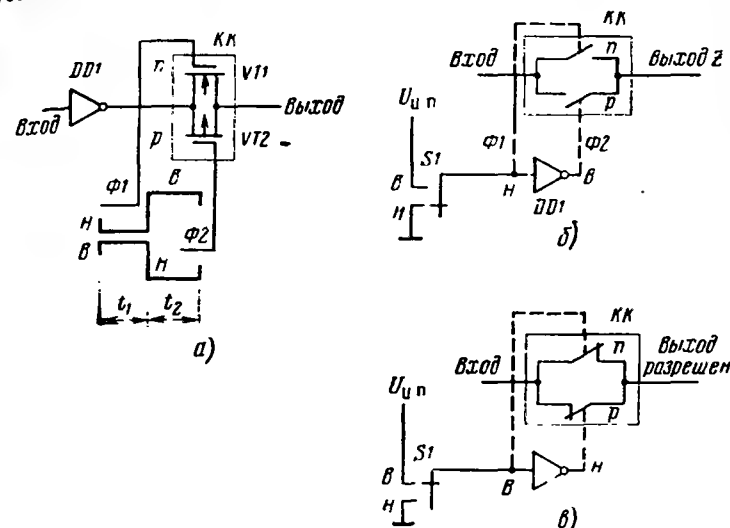 КК
п
DD1
VT1
Вход
Выход
р
VT2
Ф1
в
н
Ф2
в
н
t1
t2
а)
КК
Вход
п
Выход Z
р
Uи п
Ф1
Ф2
S1
в
н
н
в
DD1
б)
КК
п
Вход
Выход
разрешен
р
Uи п
S1
в
в
н
н
в)